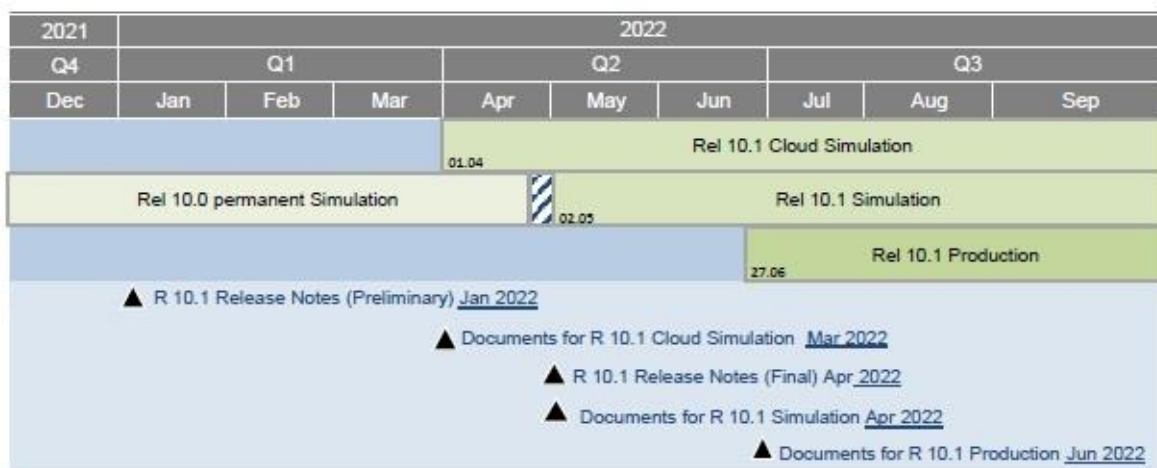 2021 2022
Q4 Q1 Q2 Q3
Dec Jan Feb Mar Apr May Jun Jul Aug Sep
Rel 10.1 Cloud Simulation
01.04
Rel 10.0 permanent Simulation
Rel 10.1 Simulation
02.05
Rel 10.1 Production
27.06
R 10.1 Release Notes (Preliminary) Jan 2022
Documents for R 10.1 Cloud Simulation Mar 2022
R 10.1 Release Notes (Final) Apr 2022
Documents for R 10.1 Simulation Apr 2022
Documents for R 10.1 Production Jun 2022